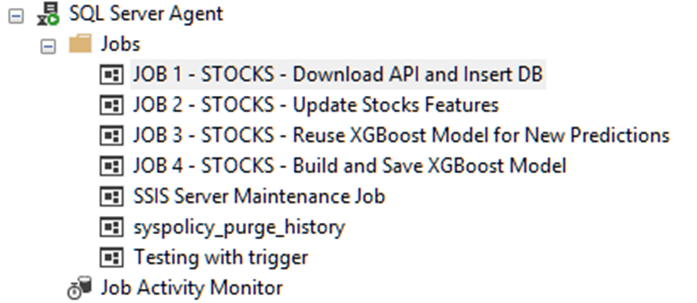 SQL Server Agent
Jobs
JOB 1 - STOCKS - Download API and Insert DB
JOB 2 - STOCKS - Update Stocks Features
JOB 3 - STOCKS - Reuse XGBoost Model for New Predictions
JOB 4 - STOCKS - Build and Save XGBoost Model
SSIS Server Maintenance Job
syspolicy_purge_history
Testing with trigger
Job Activity Monitor